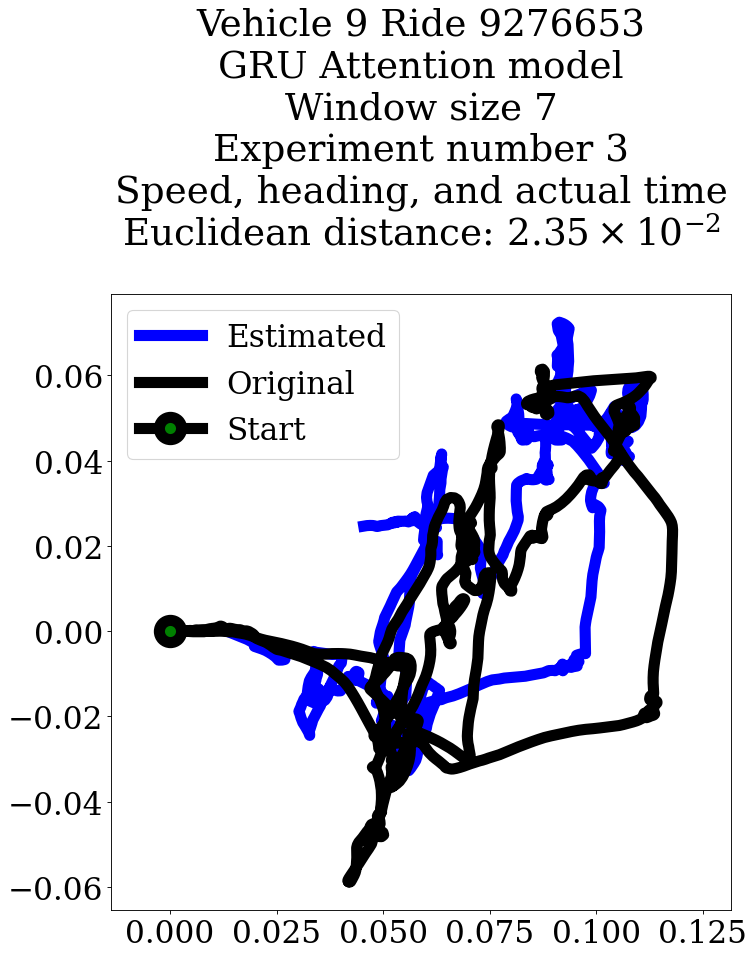 Vehicle 9 Ride 9276653
GRU Attention model
Window size 7
Experiment number 3
Speed, heading, and actual time
Euclidean distance: 2.35 × 10⁻²
Estimated
Original
Start
0.06
0.04
0.02
0.00
−0.02
−0.04
−0.06
0.000 0.025 0.050 0.075 0.100 0.125